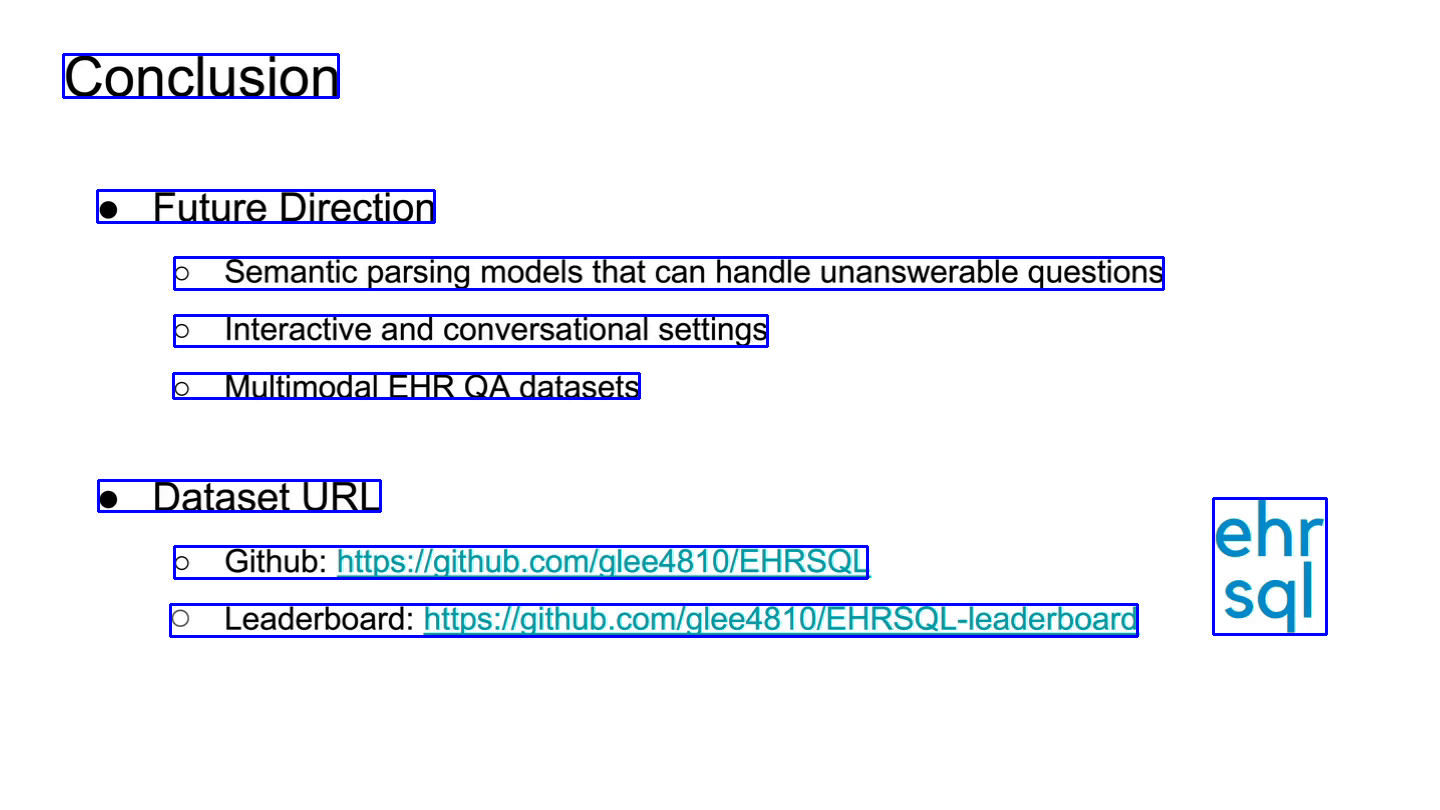 Conclusion
● Future Direction
○ Semantic parsing models that can handle unanswerable questions
○ Interactive and conversational settings
○ Multimodal EHR QA datasets
● Dataset URL
○ Github: https://github.com/glee4810/EHRSQL
○ Leaderboard: https://github.com/glee4810/EHRSQL-leaderboard
ehr
sql